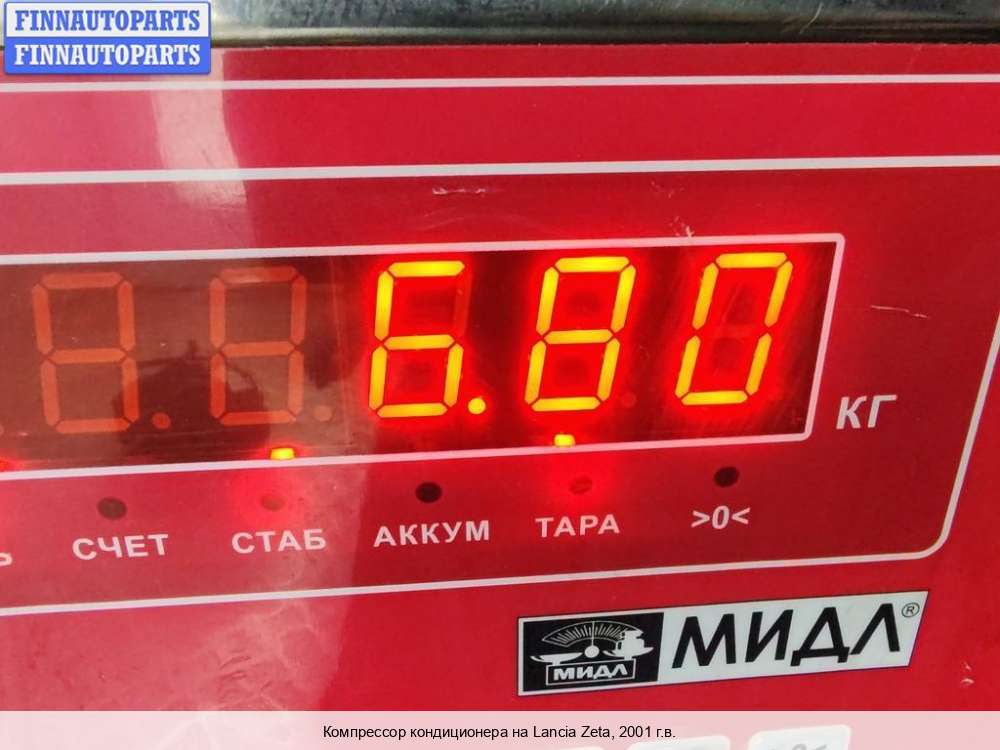 FINNAUTOPARTS
FINNAUTOPARTS
6.80
КГ
СЧЕТ СТАБ АККУМ ТАРА >0<
МИДЛ МИДЛ®
Компрессор кондиционера на Lancia Zeta, 2001 г.в.